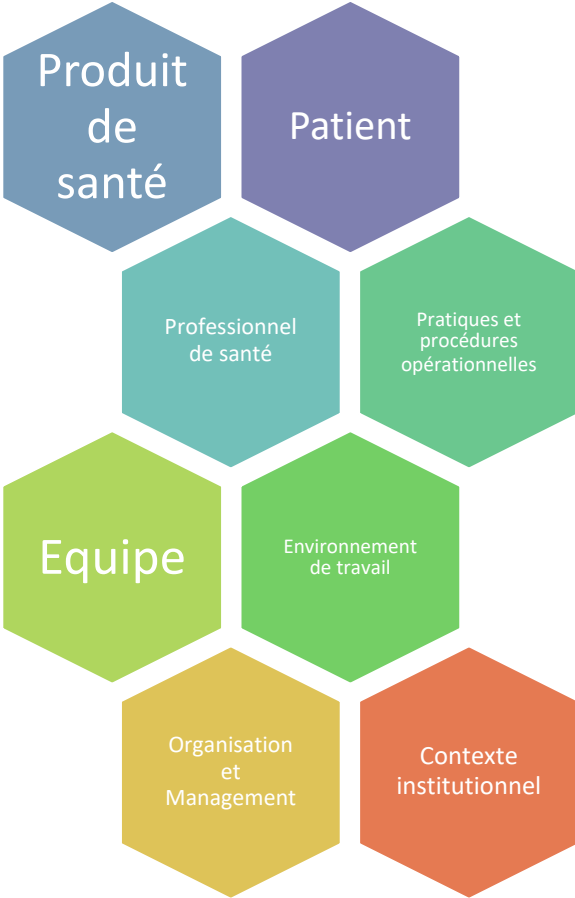 Produit
de
santé
Patient
Professionnel
de santé
Pratiques et
procédures
opérationnelles
Equipe
Environnement
de travail
Organisation
et
Management
Contexte
institutionnel